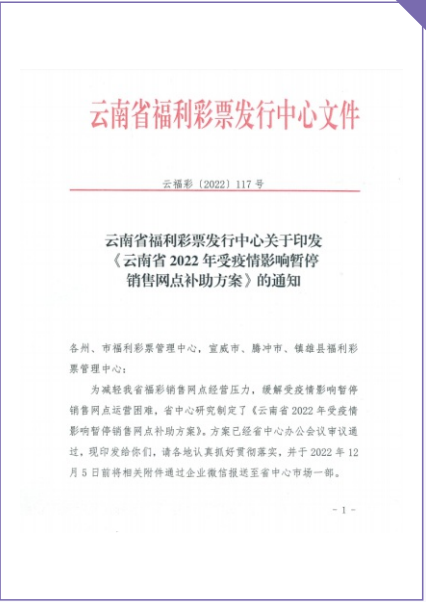 云南省福利彩票发行中心文件
云福彩〔2022〕117号
云南省福利彩票发行中心关于印发
《云南省2022年受疫情影响暂停
销售网点补助方案》的通知
各州、市福利彩票管理中心，宣威市、腾冲市、镇雄县福利彩
票管理中心：
为减轻我省福彩销售网点经营压力，缓解受疫情影响暂停
销售网点运营困难，省中心研究制定了《云南省2022年受疫情
影响暂停销售网点补助方案》。方案已经省中心办公会议审议通
过，现印发给你们，请各地认真抓好贯彻落实，并于2022年12
月5日前将相关附件通过企业微信报送至省中心市场一部。
- 1 -